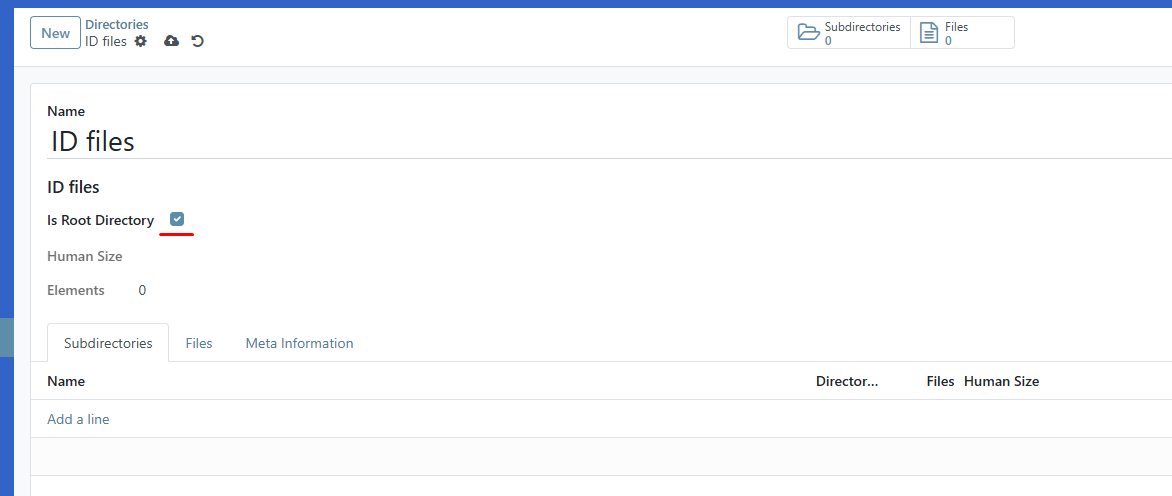 New
Directories
ID files
Subdirectories
0
Files
0
Name
ID files
ID files
Is Root Directory
Human Size
Elements 0
Subdirectories Files Meta Information
Name Director... Files Human Size
Add a line